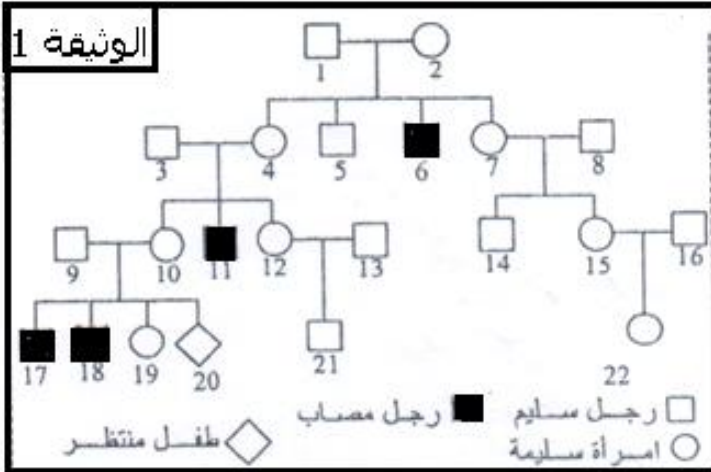 الوثيقة 1
1 2
3 4 5 6 7 8
9 10 11 12 13 14 15 16
17 18 19 20 21 22
رجل سليم رجل مصاب
امرأة سليمة طفل منتظر